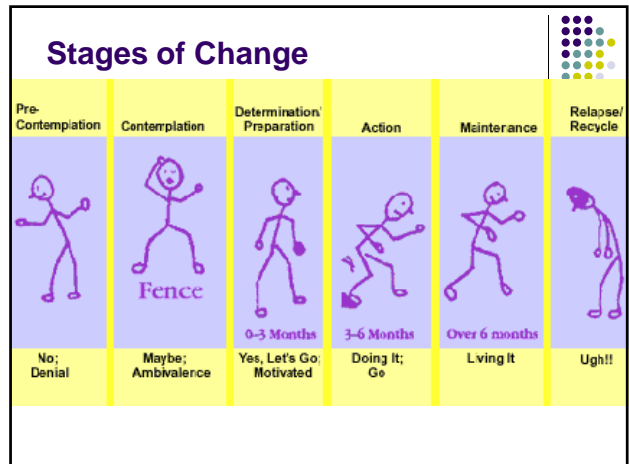 Stages of Change
Pre-
Contemplation
Contemplation
Determination/
Preparation
Action
Mainterance
Relapse/
Recycle
Fence
0-3 Months
3-6 Months
Over 6 months
No;
Denial
Maybe;
Ambivalence
Yes, Let's Go;
Motivated
Doing It;
Go
Living It
Ugh!!